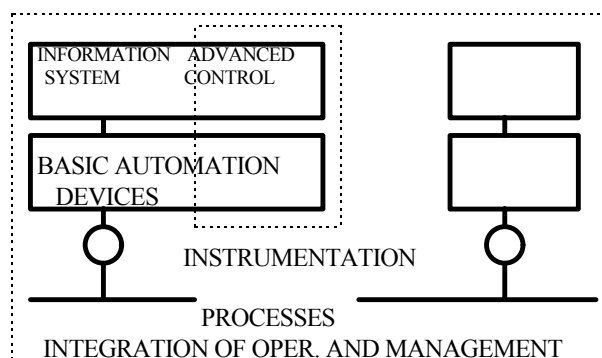 INFORMATION ADVANCED
SYSTEM CONTROL
BASIC AUTOMATION
DEVICES
INSTRUMENTATION
PROCESSES
INTEGRATION OF OPER. AND MANAGEMENT